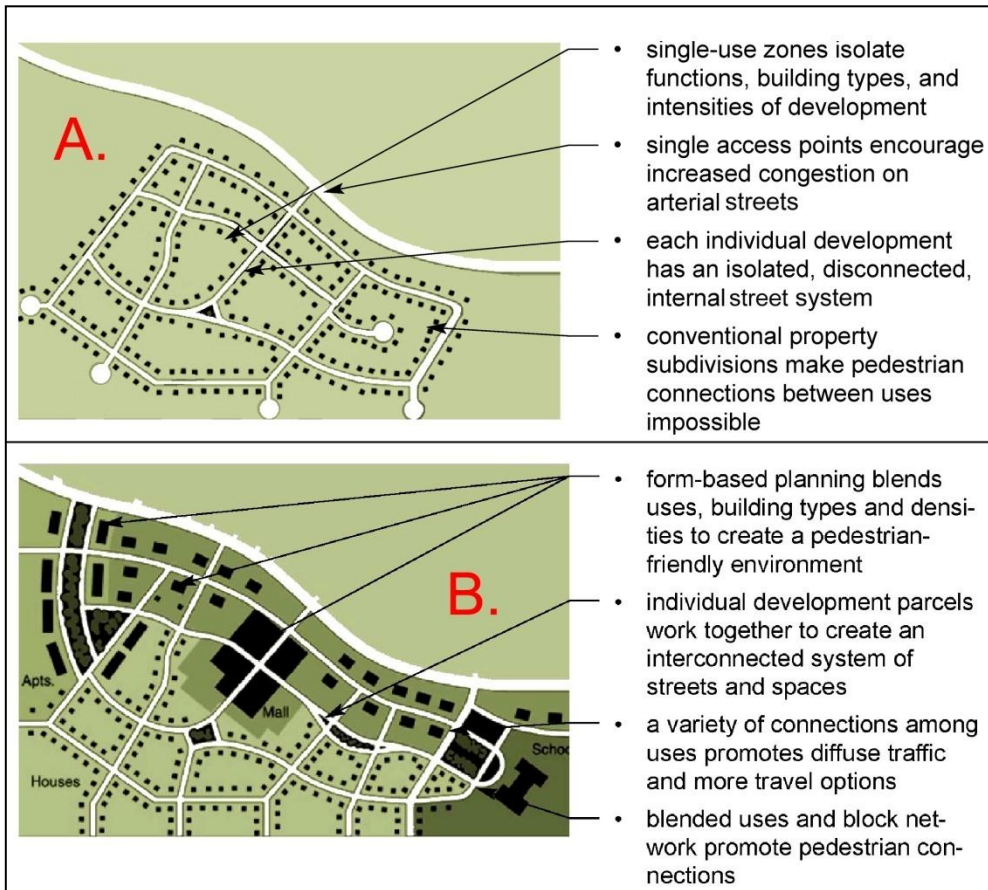 A.
• single-use zones isolate
functions, building types, and
intensities of development
• single access points encourage
increased congestion on
arterial streets
• each individual development
has an isolated, disconnected,
internal street system
• conventional property
subdivisions make pedestrian
connections between uses
impossible
B.
Apts.
Mall
Houses
Schoo
• form-based planning blends
uses, building types and densi-
ties to create a pedestrian-
friendly environment
• individual development parcels
work together to create an
interconnected system of
streets and spaces
• a variety of connections among
uses promotes diffuse traffic
and more travel options
• blended uses and block net-
work promote pedestrian con-
nections